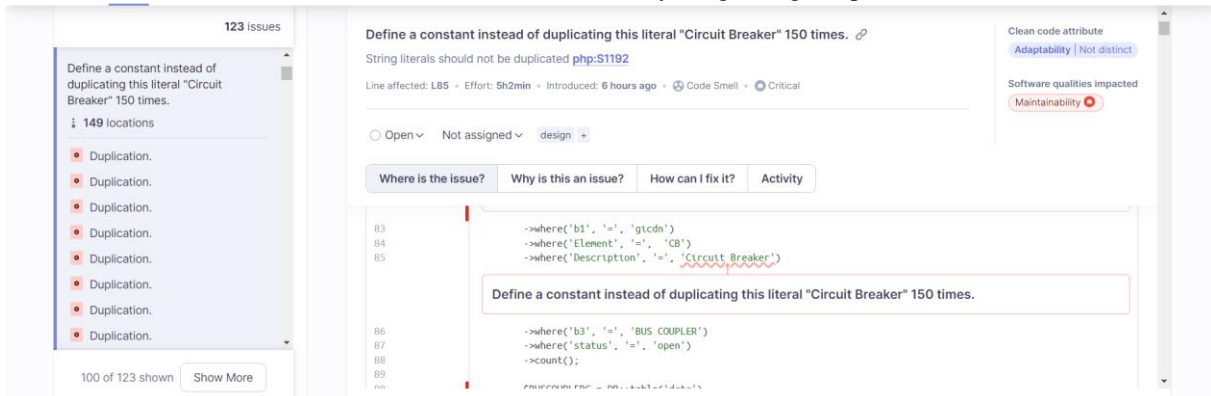 123 issues
Define a constant instead of
duplicating this literal "Circuit
Breaker" 150 times.
149 locations
Duplication.
Duplication.
Duplication.
Duplication.
Duplication.
Duplication.
Duplication.
Duplication.
100 of 123 shown Show More
Define a constant instead of duplicating this literal "Circuit Breaker" 150 times.
String literals should not be duplicated php:S1192
Line affected: L85 • Effort: 5h2min • Introduced: 6 hours ago • Code Smell • Critical
Open Not assigned design +
Where is the issue? Why is this an issue? How can I fix it? Activity
83 ->where('b1', '=', 'gicdn')
84 ->where('Element', '=', 'CB')
85 ->where('Description', '=', 'Circuit Breaker')
Define a constant instead of duplicating this literal "Circuit Breaker" 150 times.
86 ->where('b3', '=', 'BUS COUPLER')
87 ->where('status', '=', 'open')
88 ->count();
89
Clean code attribute
Adaptability | Not distinct
Software qualities impacted
Maintainability